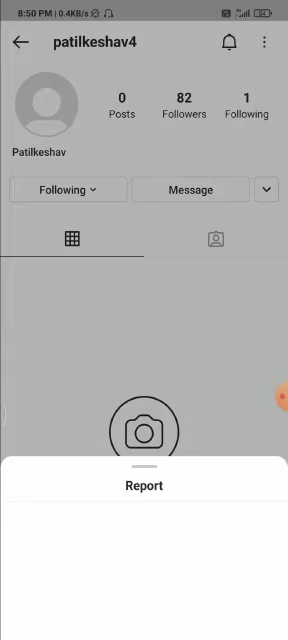 8:50 PM | 0.4KB/s
patilkeshav4
0 82 1
Posts Followers Following
Patilkeshav
Following Message
Report